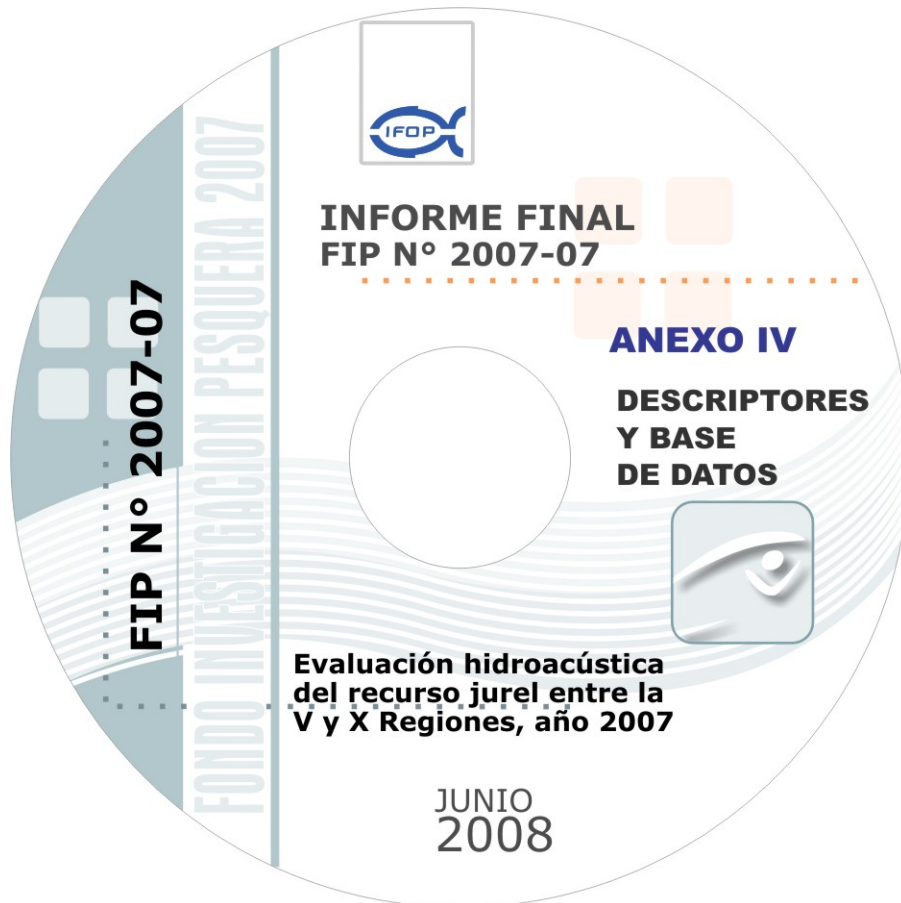 IFOP
INFORME FINAL
FIP N° 2007-07
ANEXO IV
DESCRIPTORES
Y BASE
DE DATOS
FIP N° 2007-07
FONDO INVESTIGACION PESQUERA 2007
Evaluación hidroacústica
del recurso jurel entre la
V y X Regiones, año 2007
JUNIO
2008